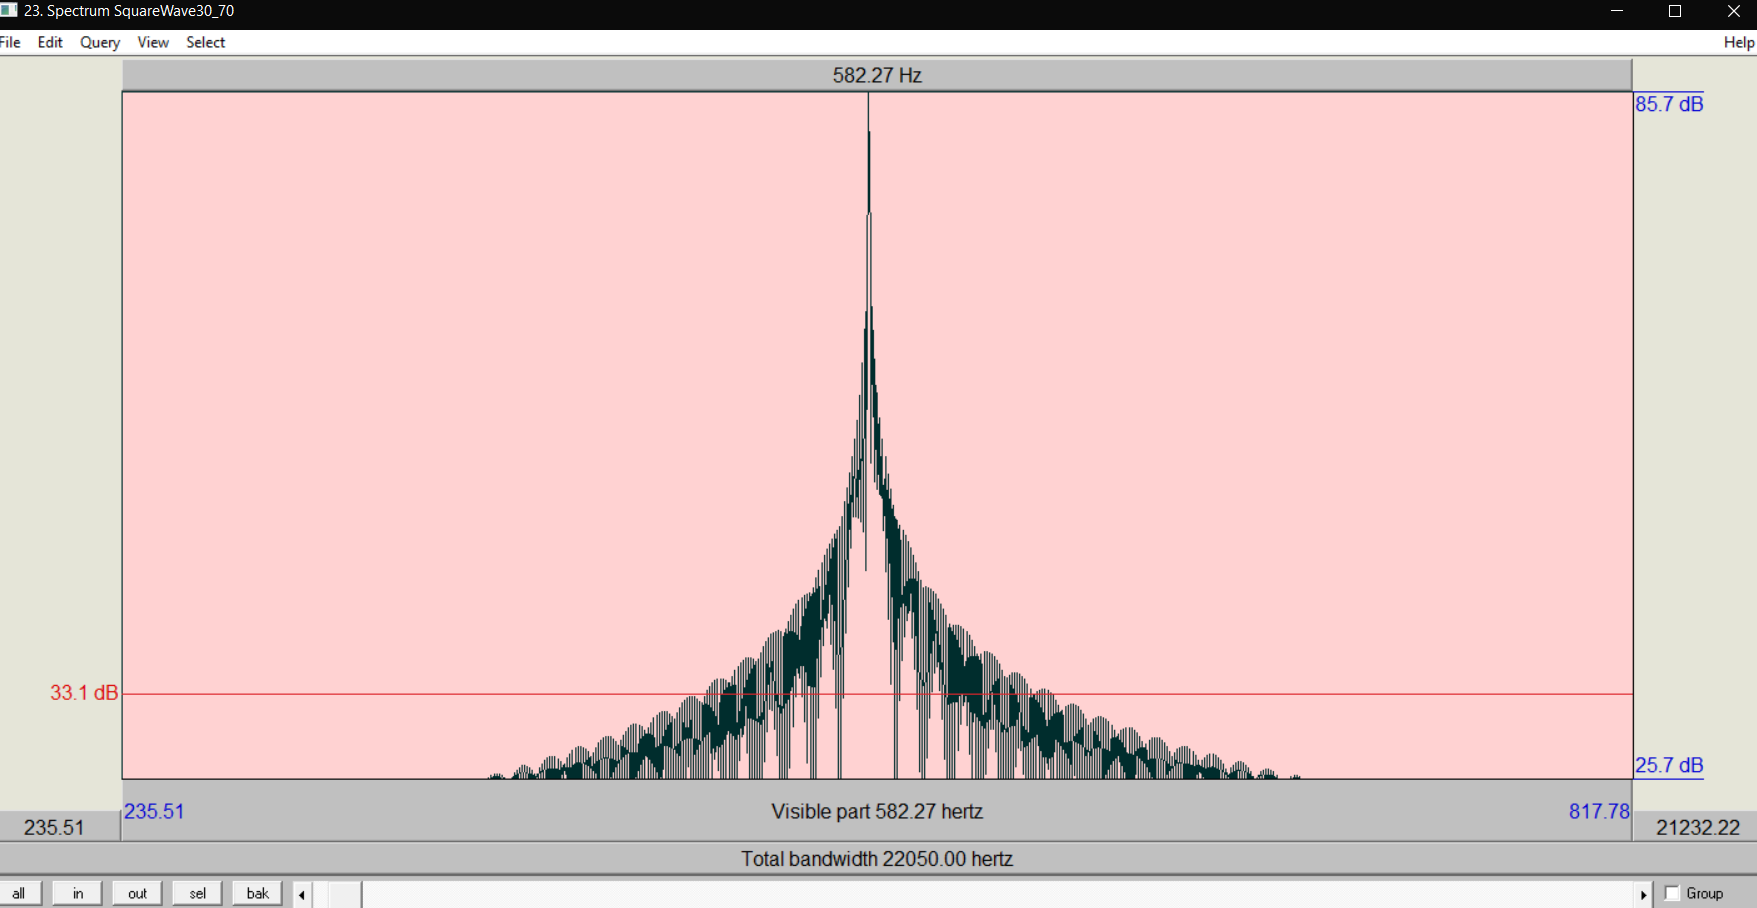 23. Spectrum SquareWave30_70
File Edit Query View Select Help
582.27 Hz
85.7 dB
33.1 dB
25.7 dB
235.51 Visible part 582.27 hertz 817.78
235.51 21232.22
Total bandwidth 22050.00 hertz
all in out sel bak Group